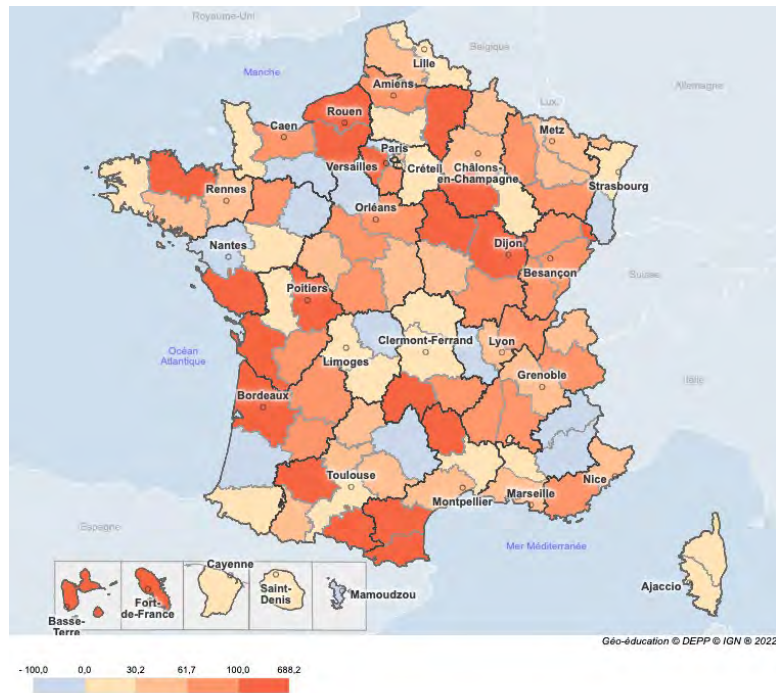 Royaume-Uni
Belgique
Lille
Manche
Allemagne
Amiens
Rouen
Lux.
Caen
Metz
Paris
Versailles
Créteil
Châlons-
en-Champagne
Strasbourg
Rennes
Orléans
Nantes
Dijon
Besançon
Suisse
Poitiers
Océan
Atlantique
Clermont-Ferrand
Lyon
Limoges
Grenoble
Italie
Bordeaux
Toulouse
Nice
Montpellier
Marseille
Espagne
Mer Méditerranée
Cayenne
Saint-
Denis
Mamoudzou
Fort-
de-France
Basse-
Terre
Ajaccio
Géo-éducation © DEPP © IGN ® 2022
- 100,0 0,0 30,2 61,7 100,0 688,2